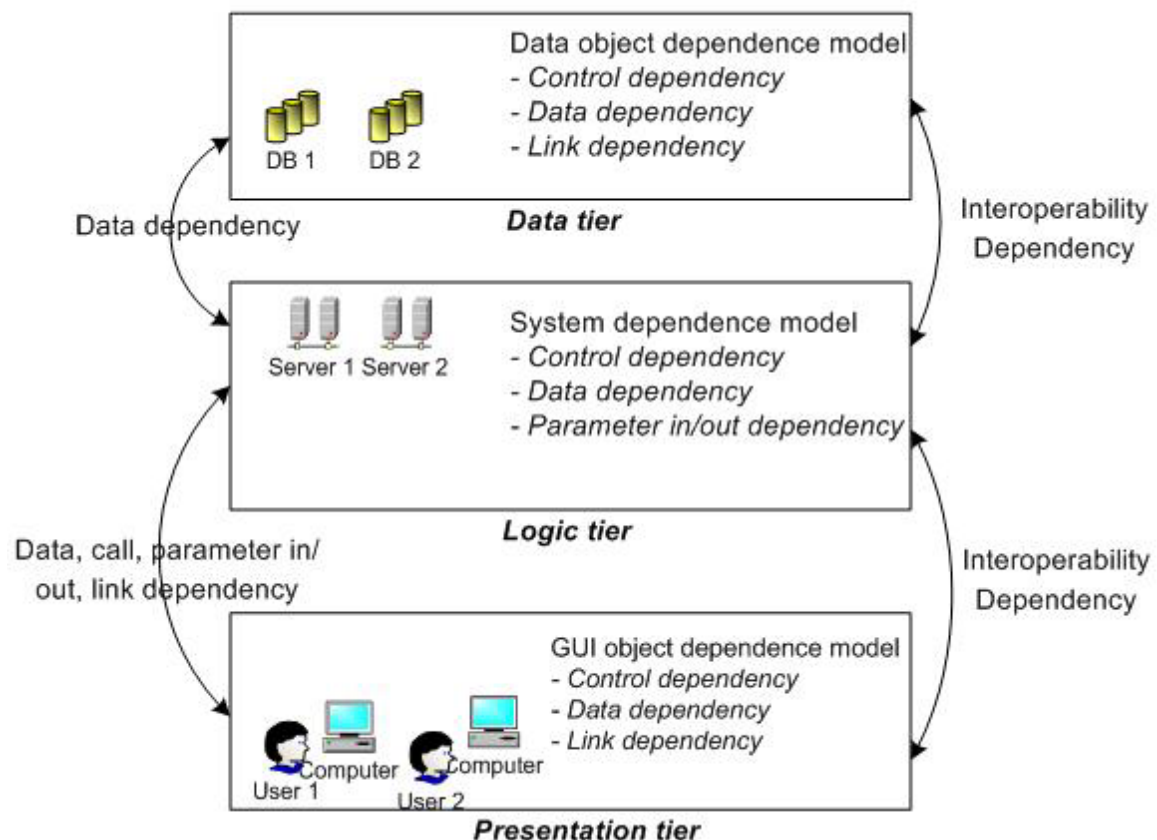 Data object dependence model
- Control dependency
- Data dependency
- Link dependency
DB 1
DB 2
Data tier
Data dependency
Interoperability
Dependency
System dependence model
- Control dependency
- Data dependency
- Parameter in/out dependency
Server 1
Server 2
Logic tier
Data, call, parameter in/
out, link dependency
Interoperability
Dependency
GUI object dependence model
- Control dependency
- Data dependency
- Link dependency
Computer
User 1
Computer
User 2
Presentation tier